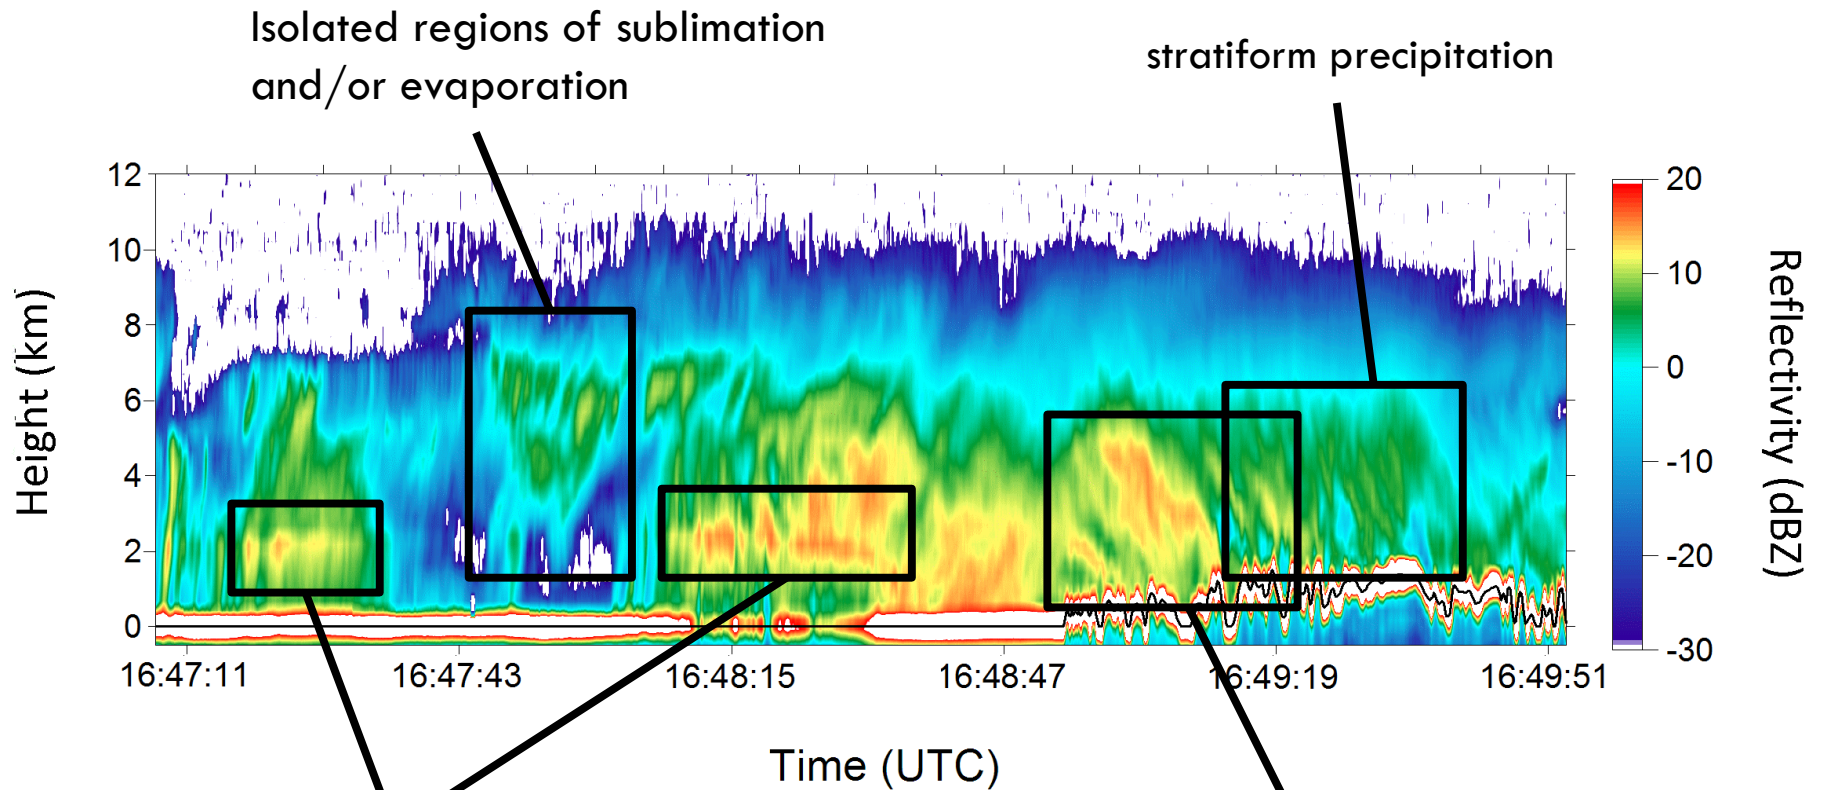 Isolated regions of sublimation
and/or evaporation
stratiform precipitation
12
10
8
6
4
2
0
Height (km)
16:47:11 16:47:43 16:48:15 16:48:47 16:49:19 16:49:51
Time (UTC)
20
10
0
-10
-20
-30
Reflectivity (dBZ)